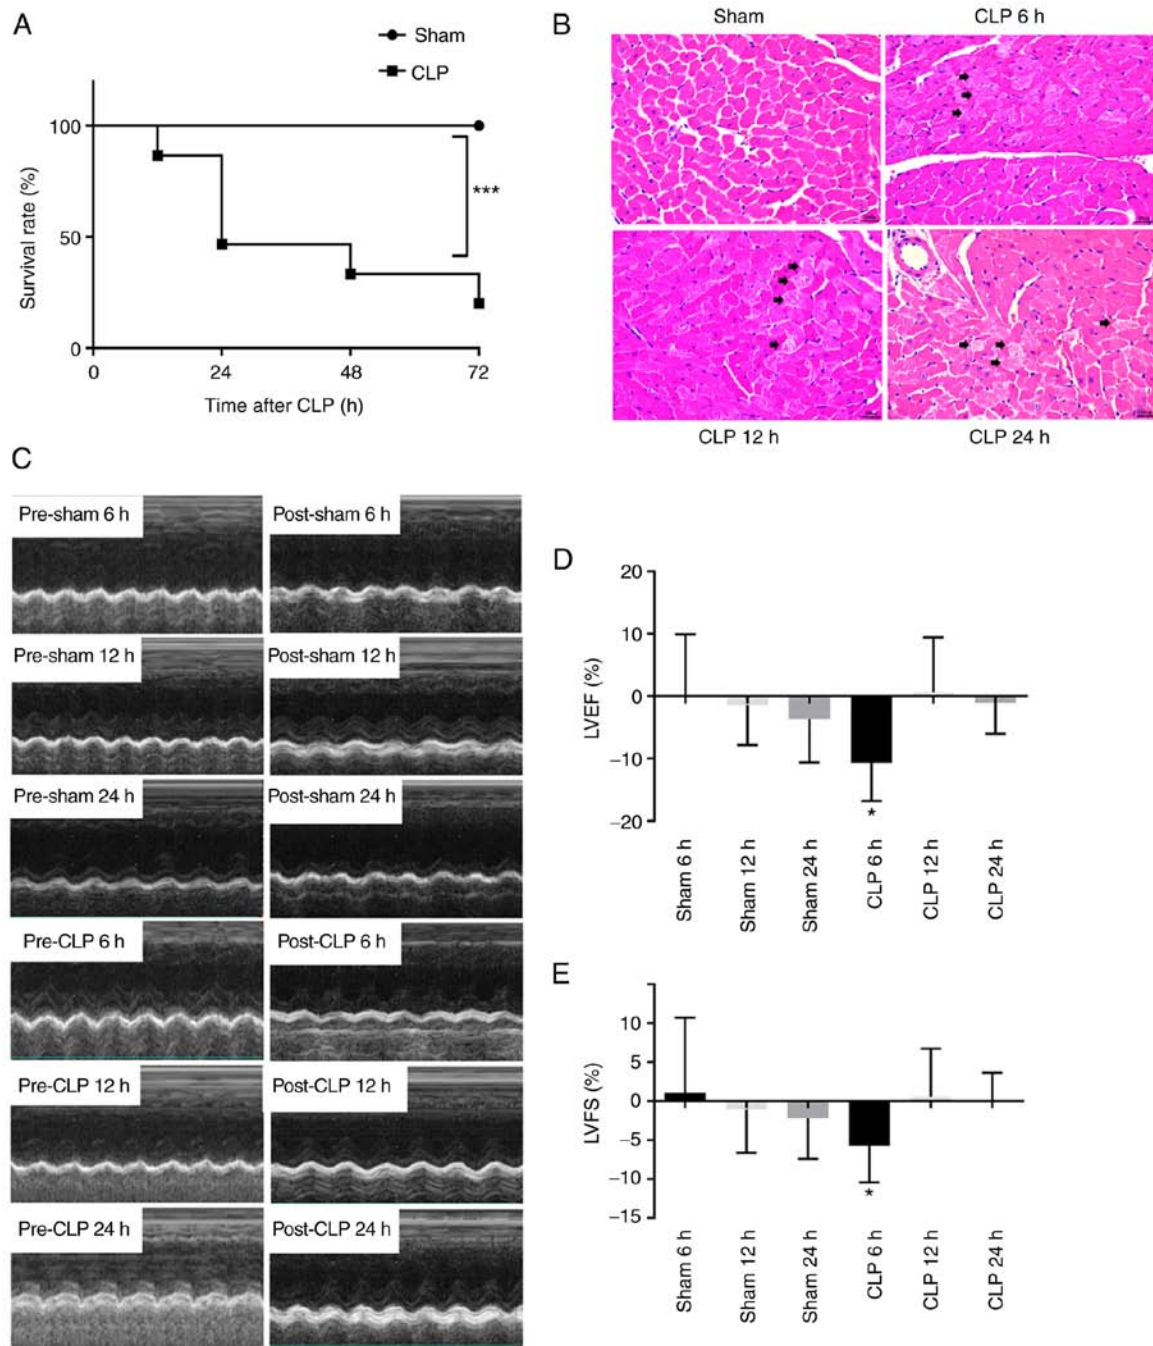 A
Sham
CLP
100
50
0
0
24
48
72
Survival rate (%)
Time after CLP (h)
***
B
Sham
CLP 6 h
CLP 12 h
CLP 24 h
C
Pre-sham 6 h
Post-sham 6 h
Pre-sham 12 h
Post-sham 12 h
Pre-sham 24 h
Post-sham 24 h
Pre-CLP 6 h
Post-CLP 6 h
Pre-CLP 12 h
Post-CLP 12 h
Pre-CLP 24 h
Post-CLP 24 h
D
20
10
0
−10
−20
LVEF (%)
*
Sham 6 h
Sham 12 h
Sham 24 h
CLP 6 h
CLP 12 h
CLP 24 h
E
10
5
0
−5
−10
−15
LVFS (%)
*
Sham 6 h
Sham 12 h
Sham 24 h
CLP 6 h
CLP 12 h
CLP 24 h